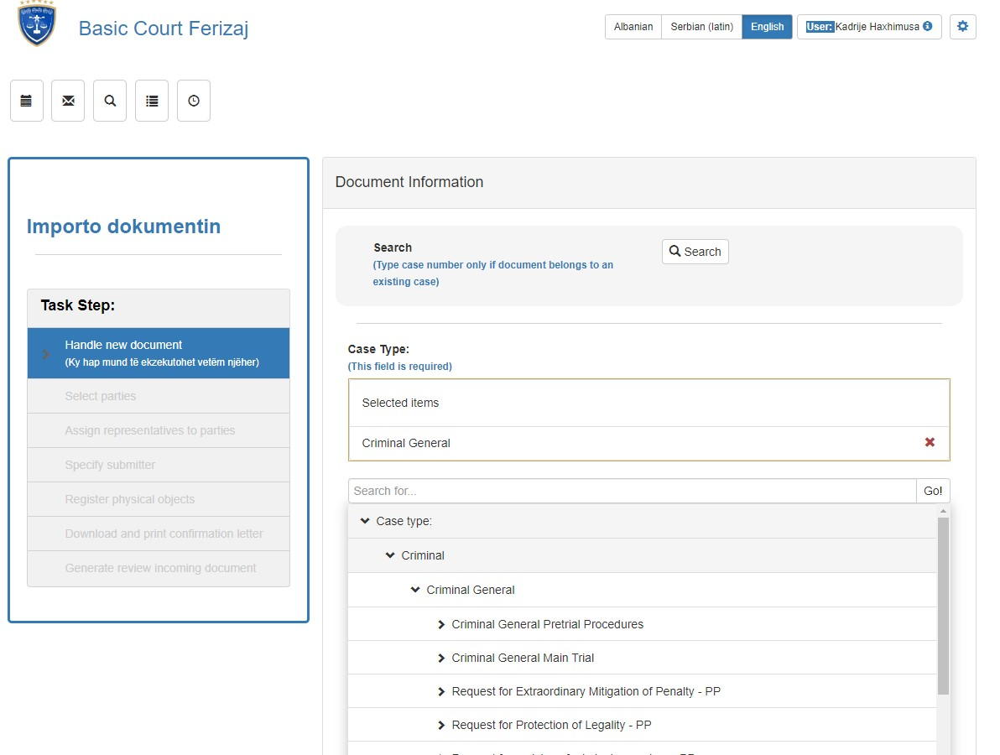 Basic Court Ferizaj
Albanian
Serbian (latin)
English
User: Kadrije Haxhimusa
Importo dokumentin
Task Step:
Handle new document
(Ky hap mund të ekzekutohet vetëm njëher)
Select parties
Assign representatives to parties
Specify submitter
Register physical objects
Download and print confirmation letter
Generate review incoming document
Document Information
Search
(Type case number only if document belongs to an
existing case)
Search
Case Type:
(This field is required)
Selected items
Criminal General
Search for...
Go!
Case type:
Criminal
Criminal General
Criminal General Pretrial Procedures
Criminal General Main Trial
Request for Extraordinary Mitigation of Penalty - PP
Request for Protection of Legality - PP